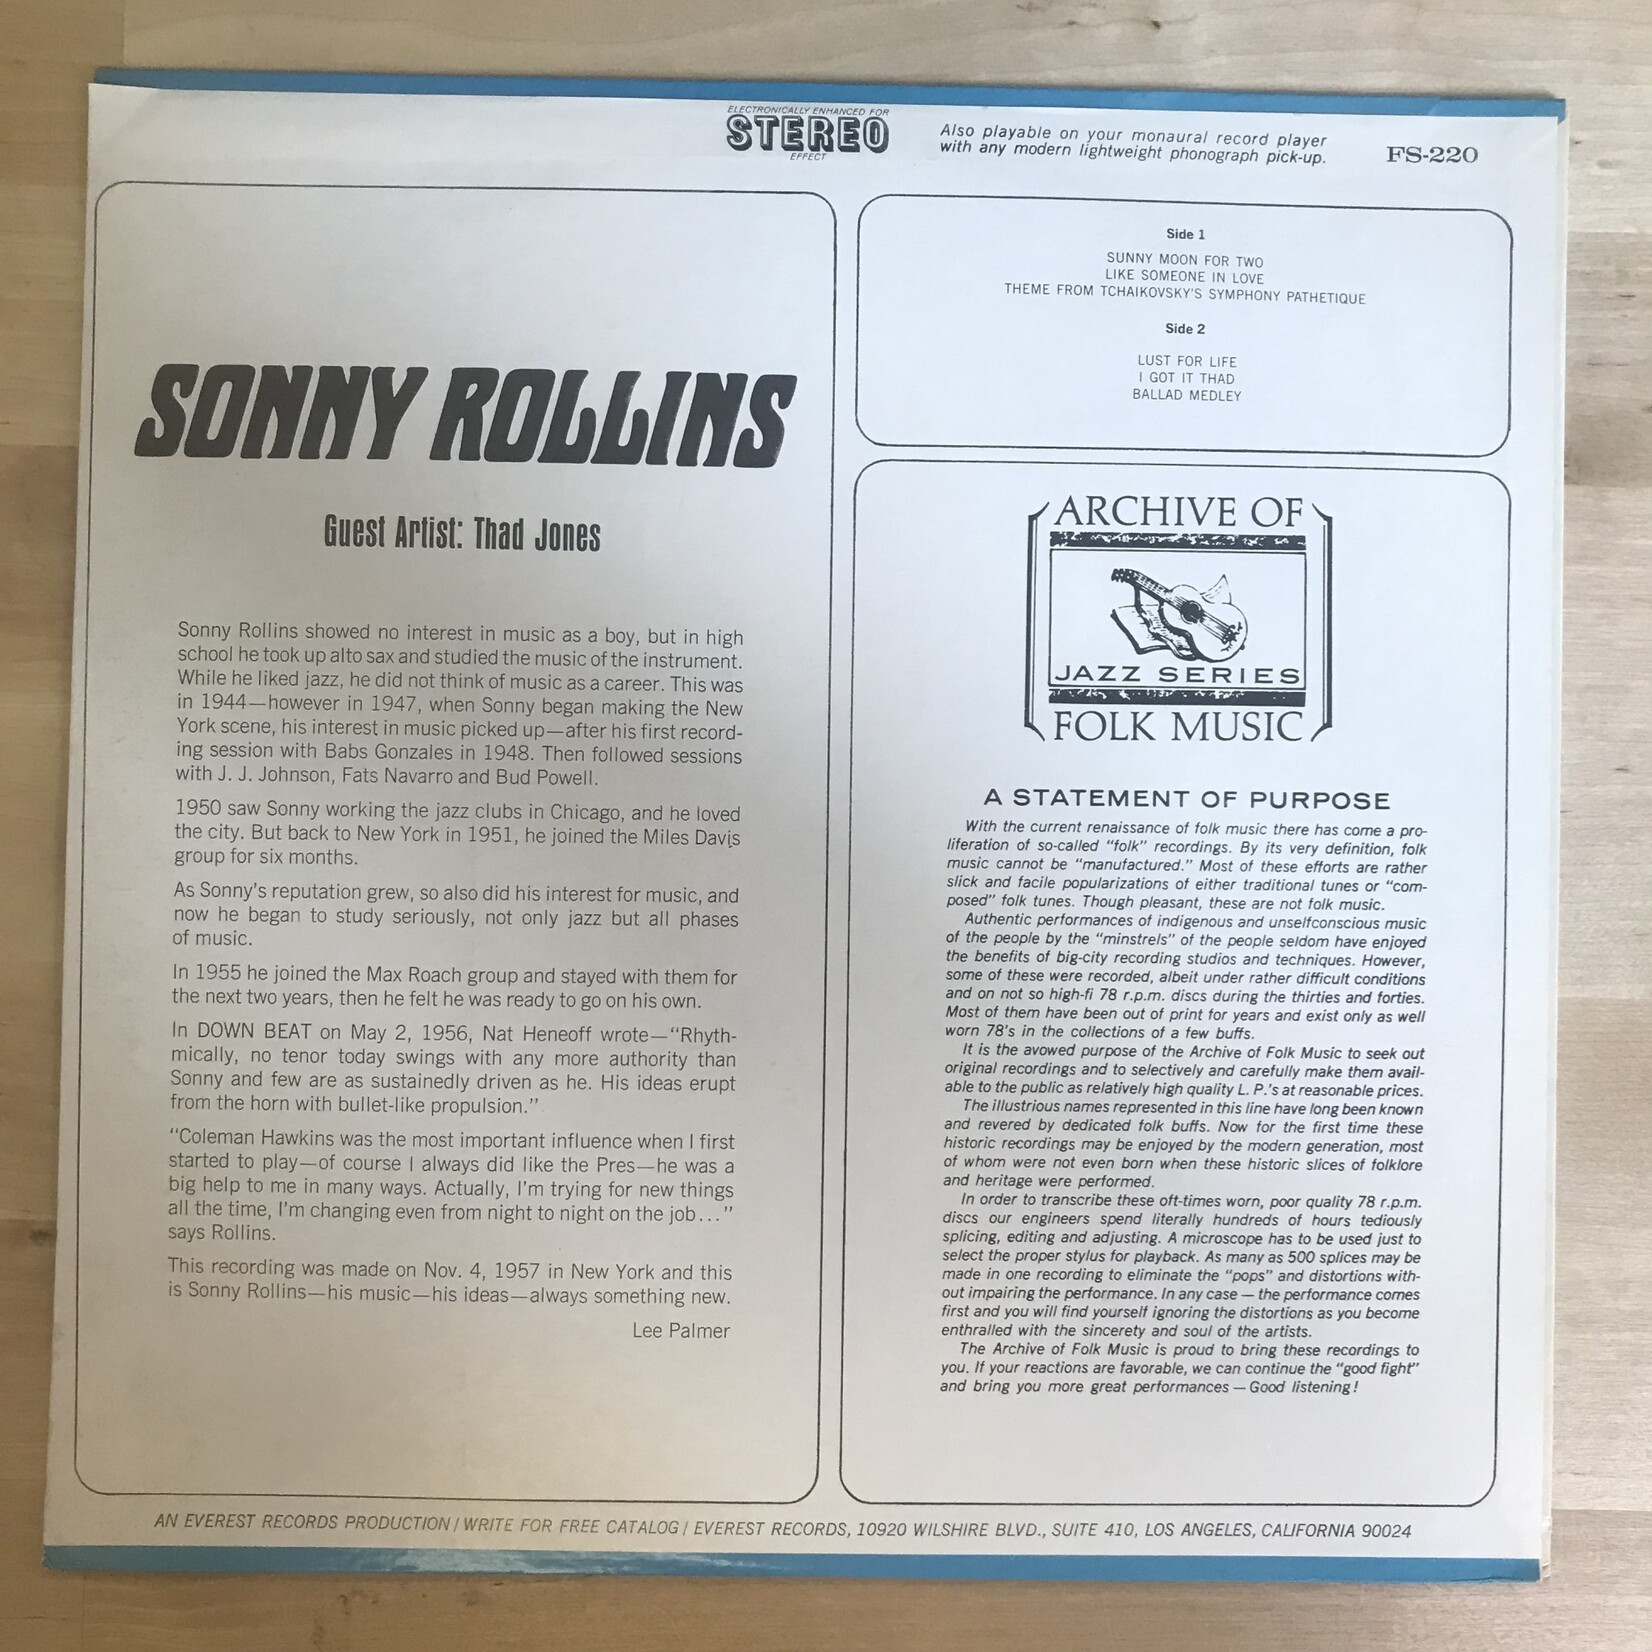 ELECTRONICALLY ENHANCED FOR
STEREO
EFFECT
Also playable on your monaural record player
with any modern lightweight phonograph pick-up.
FS-220
SONNY ROLLINS
Guest Artist: Thad Jones
Sonny Rollins showed no interest in music as a boy, but in high
school he took up alto sax and studied the music of the instrument.
While he liked jazz, he did not think of music as a career. This was
in 1944—however in 1947, when Sonny began making the New
York scene, his interest in music picked up—after his first record-
ing session with Babs Gonzales in 1948. Then followed sessions
with J. J. Johnson, Fats Navarro and Bud Powell.
1950 saw Sonny working the jazz clubs in Chicago, and he loved
the city. But back to New York in 1951, he joined the Miles Davis
group for six months.
As Sonny's reputation grew, so also did his interest for music, and
now he began to study seriously, not only jazz but all phases
of music.
In 1955 he joined the Max Roach group and stayed with them for
the next two years, then he felt he was ready to go on his own.
In DOWN BEAT on May 2, 1956, Nat Heneoff wrote—"Rhyth-
mically, no tenor today swings with any more authority than
Sonny and few are as sustainedly driven as he. His ideas erupt
from the horn with bullet-like propulsion."
"Coleman Hawkins was the most important influence when I first
started to play—of course I always did like the Pres—he was a
big help to me in many ways. Actually, I'm trying for new things
all the time, I'm changing even from night to night on the job..."
says Rollins.
This recording was made on Nov. 4, 1957 in New York and this
is Sonny Rollins—his music—his ideas—always something new.
Lee Palmer
Side 1
SUNNY MOON FOR TWO
LIKE SOMEONE IN LOVE
THEME FROM TCHAIKOVSKY'S SYMPHONY PATHETIQUE
Side 2
LUST FOR LIFE
I GOT IT THAD
BALLAD MEDLEY
ARCHIVE OF
JAZZ SERIES
FOLK MUSIC
A STATEMENT OF PURPOSE
With the current renaissance of folk music there has come a pro-
liferation of so-called "folk" recordings. By its very definition, folk
music cannot be "manufactured." Most of these efforts are rather
slick and facile popularizations of either traditional tunes or "com-
posed" folk tunes. Though pleasant, these are not folk music.
Authentic performances of indigenous and unselfconscious music
of the people by the "minstrels" of the people seldom have enjoyed
the benefits of big-city recording studios and techniques. However,
some of these were recorded, albeit under rather difficult conditions
and on not so high-fi 78 r.p.m. discs during the thirties and forties.
Most of them have been out of print for years and exist only as well
worn 78's in the collections of a few buffs.
It is the avowed purpose of the Archive of Folk Music to seek out
original recordings and to selectively and carefully make them avail-
able to the public as relatively high quality L. P.'s at reasonable prices.
The illustrious names represented in this line have long been known
and revered by dedicated folk buffs. Now for the first time these
historic recordings may be enjoyed by the modern generation, most
of whom were not even born when these historic slices of folklore
and heritage were performed.
In order to transcribe these oft-times worn, poor quality 78 r.p.m.
discs our engineers spend literally hundreds of hours tediously
splicing, editing and adjusting. A microscope has to be used just to
select the proper stylus for playback. As many as 500 splices may be
made in one recording to eliminate the "pops" and distortions with-
out impairing the performance. In any case — the performance comes
first and you will find yourself ignoring the distortions as you become
enthralled with the sincerety and soul of the artists.
The Archive of Folk Music is proud to bring these recordings to
you. If your reactions are favorable, we can continue the "good fight"
and bring you more great performances — Good listening!
AN EVEREST RECORDS PRODUCTION / WRITE FOR FREE CATALOG / EVEREST RECORDS, 10920 WILSHIRE BLVD., SUITE 410, LOS ANGELES, CALIFORNIA 90024